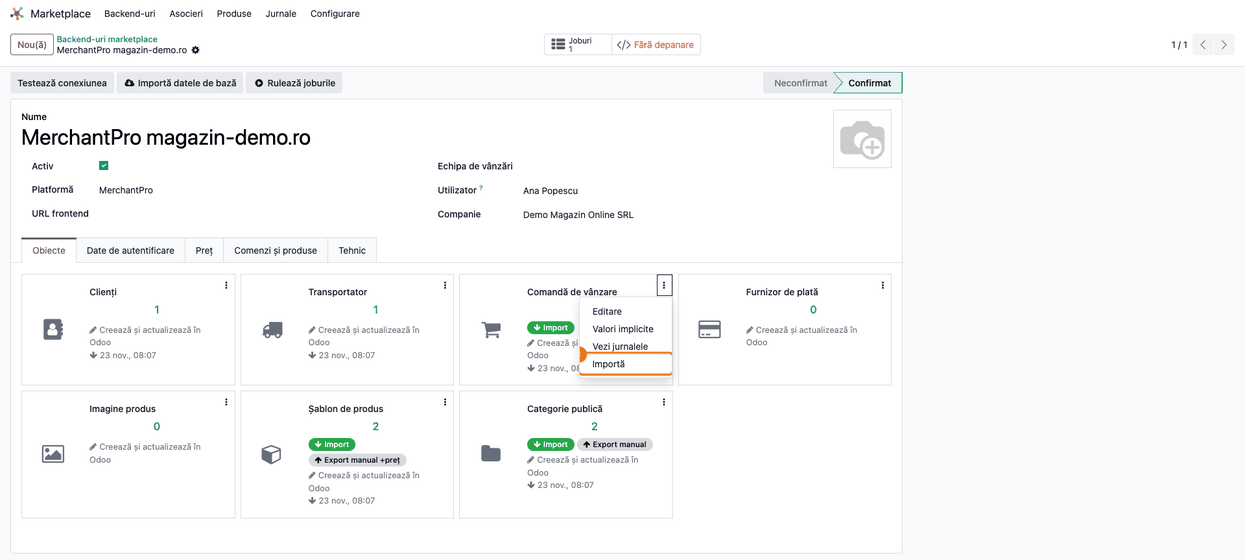 Marketplace Backend-uri Asocieri Produse Jurnale Configurare
Nou(ă) Backend-uri marketplace
MerchantPro magazin-demo.ro
Joburi
1
</> Fără depanare
1 / 1
Testează conexiunea Importă datele de bază Rulează joburile Neconfirmat Confirmat
Nume
MerchantPro magazin-demo.ro
Activ
Platformă MerchantPro
URL frontend
Echipa de vânzări
Utilizator ? Ana Popescu
Companie Demo Magazin Online SRL
Obiecte Date de autentificare Preț Comenzi și produse Tehnic
Clienți
1
Creează și actualizează în
Odoo
23 nov., 08:07
Transportator
1
Creează și actualizează în
Odoo
23 nov., 08:07
Comandă de vânzare
Import
Creează și
Odoo
23 nov., 08
Editare
Valori implicite
Vezi jurnalele
Importă
Furnizor de plată
0
Creează și actualizează în
Odoo
Imagine produs
0
Creează și actualizează în
Odoo
Șablon de produs
2
Import
Export manual +preț
Creează și actualizează în
Odoo
23 nov., 08:07
Categorie publică
2
Import Export manual
Creează și actualizează în
Odoo
23 nov., 08:07